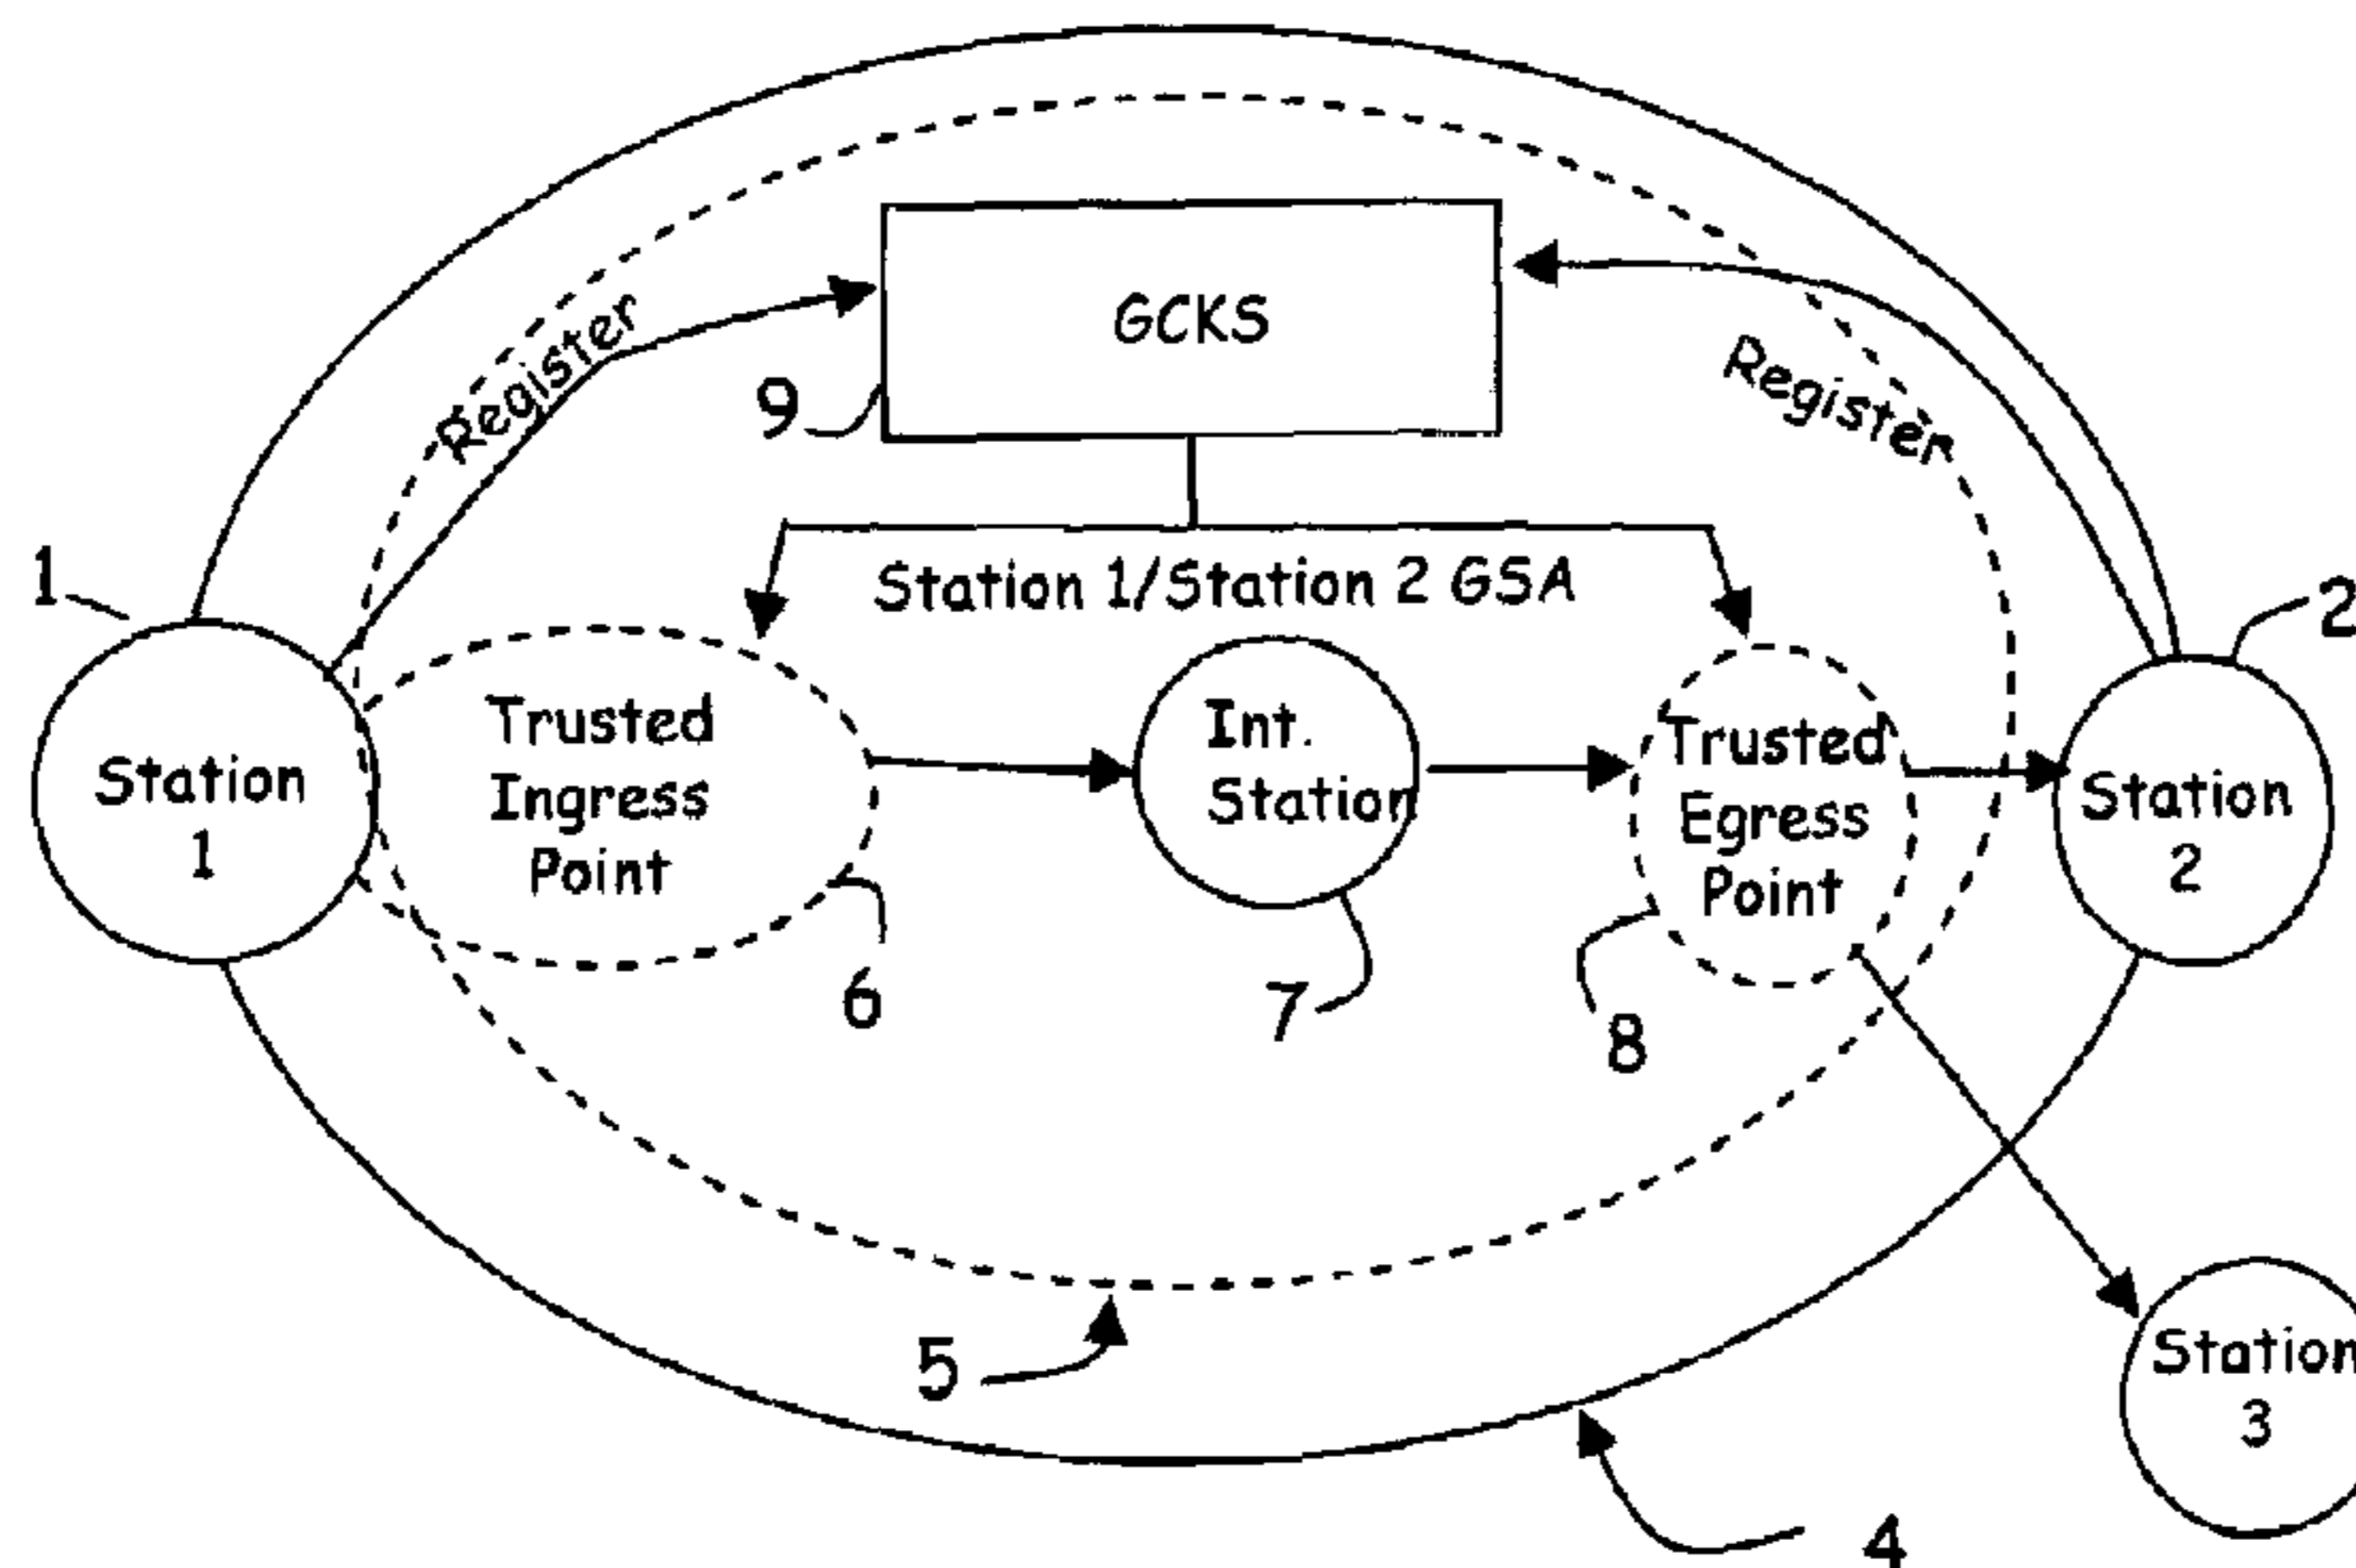 GCKS
Register
Register
9
Station 1/Station 2 GSA
1
2
Station
1
Trusted
Ingress
Point
Int.
Station
Trusted
Egress
Point
Station
2
6
7
8
5
Station
3
4